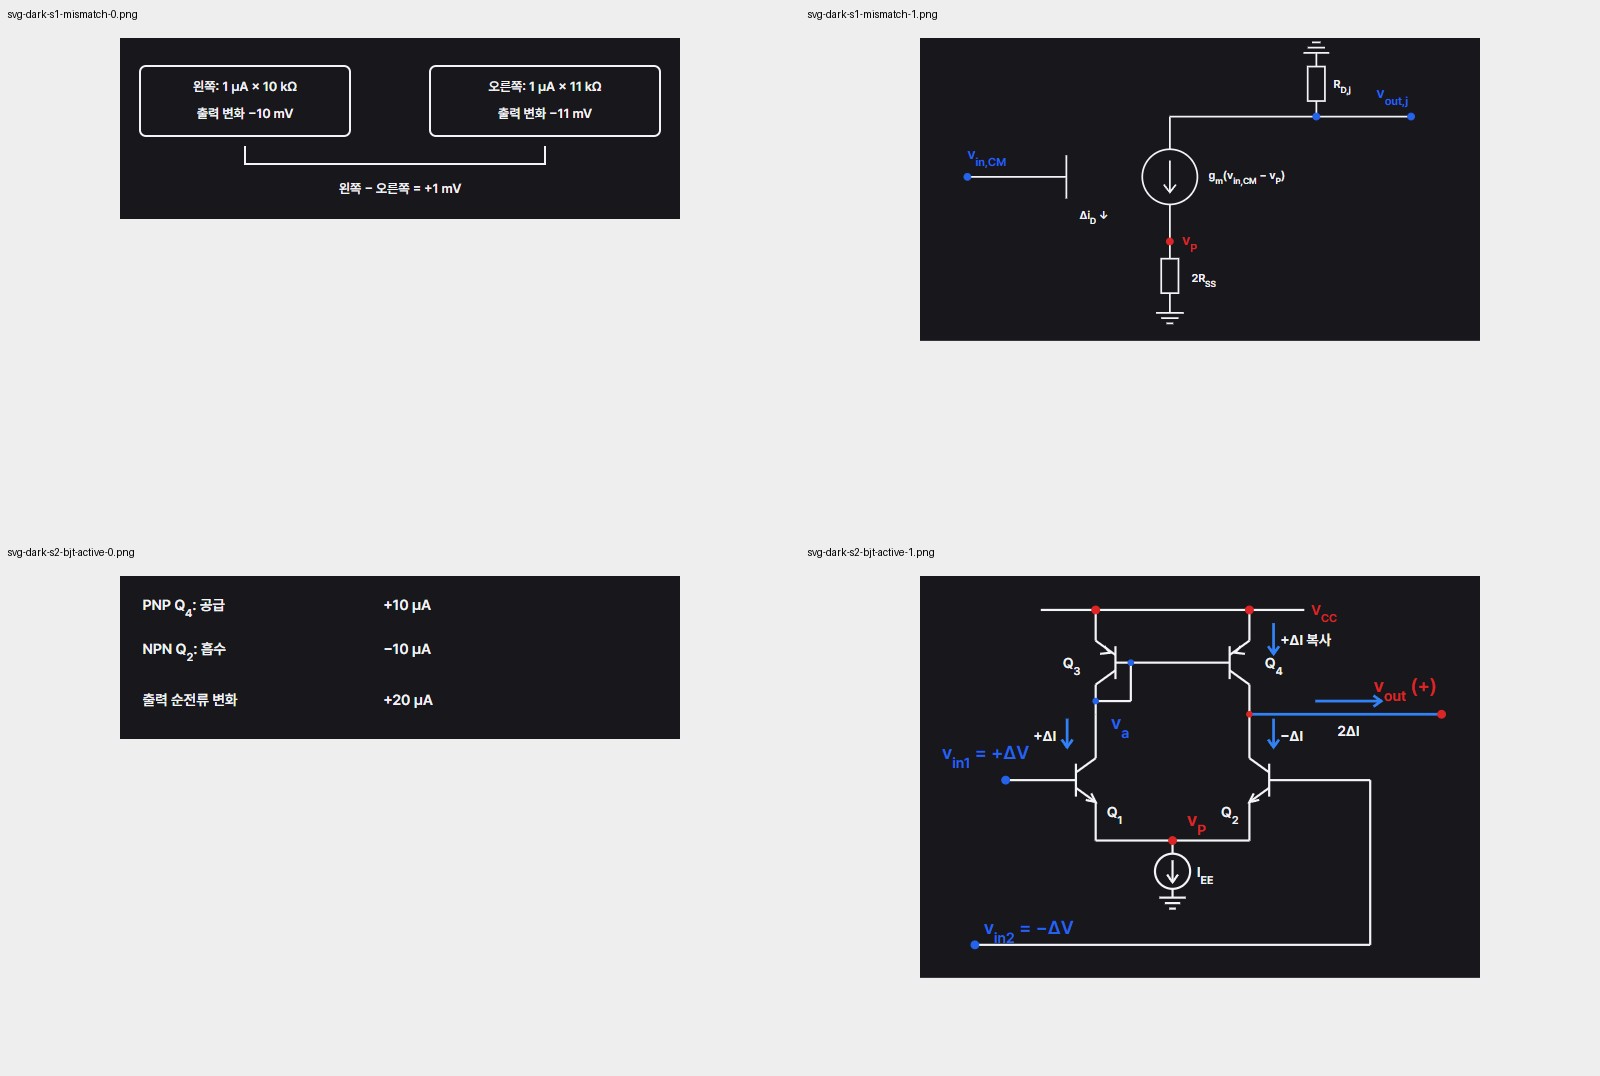 svg-dark-s1-mismatch-0.png
왼쪽: 1 μA × 10 kΩ
출력 변화 −10 mV
오른쪽: 1 μA × 11 kΩ
출력 변화 −11 mV
왼쪽 − 오른쪽 = +1 mV
svg-dark-s1-mismatch-1.png
RD,j
vout,j
vin,CM
gm(vin,CM − vP)
ΔiD ↓
vP
2RSS
svg-dark-s2-bjt-active-0.png
PNP Q4: 공급 +10 μA
NPN Q2: 흡수 −10 μA
출력 순전류 변화 +20 μA
svg-dark-s2-bjt-active-1.png
VCC
+ΔI 복사
Q3
Q4
vout (+)
va
+ΔI
−ΔI
2ΔI
vin1 = +ΔV
Q1
Q2
vP
IEE
vin2 = −ΔV